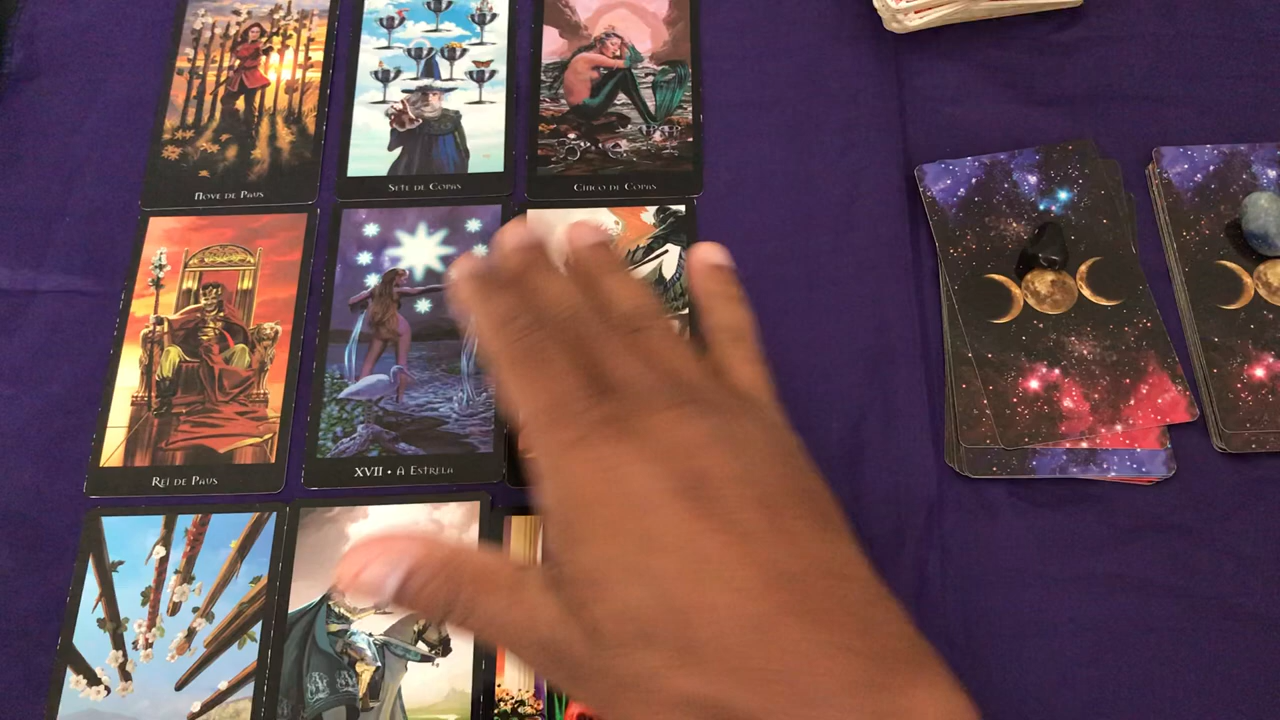 Nove de Paus
Sete de Copas
Cinco de Copas
Rei de Paus
XVII • A Estrela